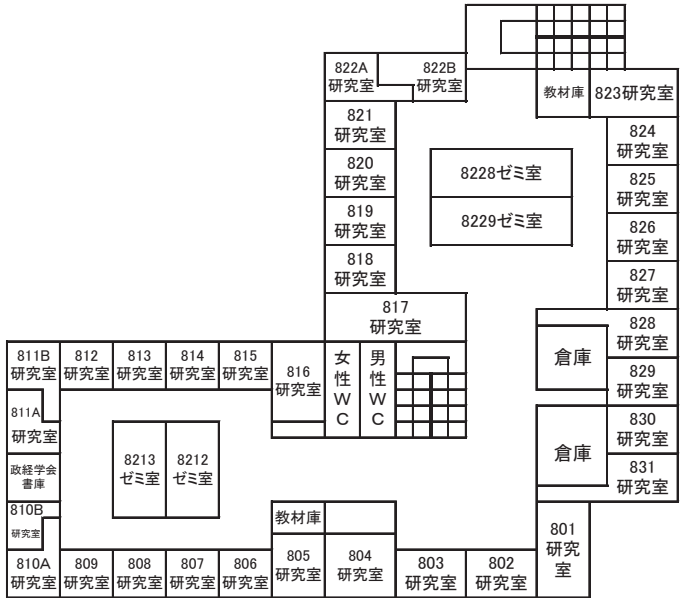 822A
研究室
822B
研究室
教材庫
823研究室
821
研究室
824
研究室
820
研究室
8228ゼミ室
825
研究室
819
研究室
8229ゼミ室
826
研究室
818
研究室
827
研究室
817
研究室
828
研究室
倉庫
811B
研究室
812
研究室
813
研究室
814
研究室
815
研究室
816
研究室
女性WC
男性WC
829
研究室
811A
研究室
830
研究室
倉庫
8213
ゼミ室
8212
ゼミ室
政経学会
書庫
831
研究室
810B
研究室
教材庫
801
研究
室
810A
研究室
809
研究室
808
研究室
807
研究室
806
研究室
805
研究室
804
研究室
803
研究室
802
研究室